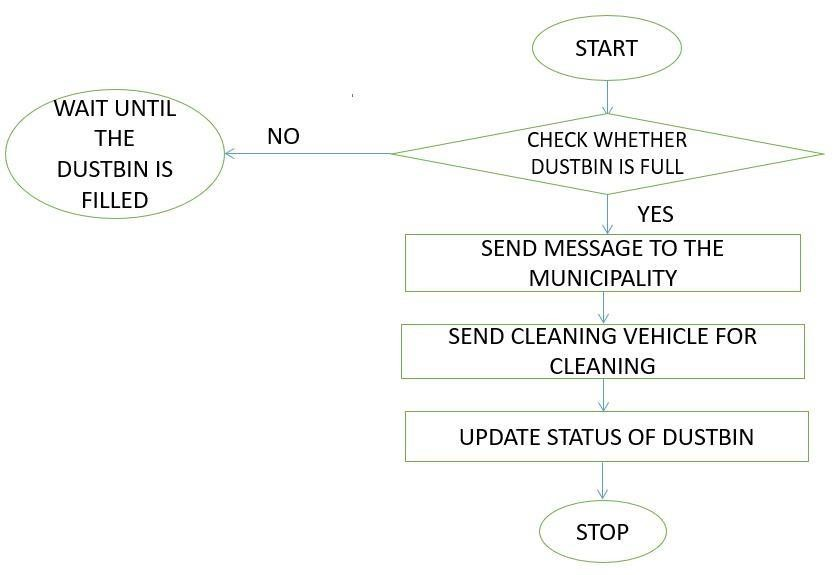 START
WAIT UNTIL
THE
DUSTBIN IS
FILLED
NO
CHECK WHETHER
DUSTBIN IS FULL
YES
SEND MESSAGE TO THE
MUNICIPALITY
SEND CLEANING VEHICLE FOR
CLEANING
UPDATE STATUS OF DUSTBIN
STOP